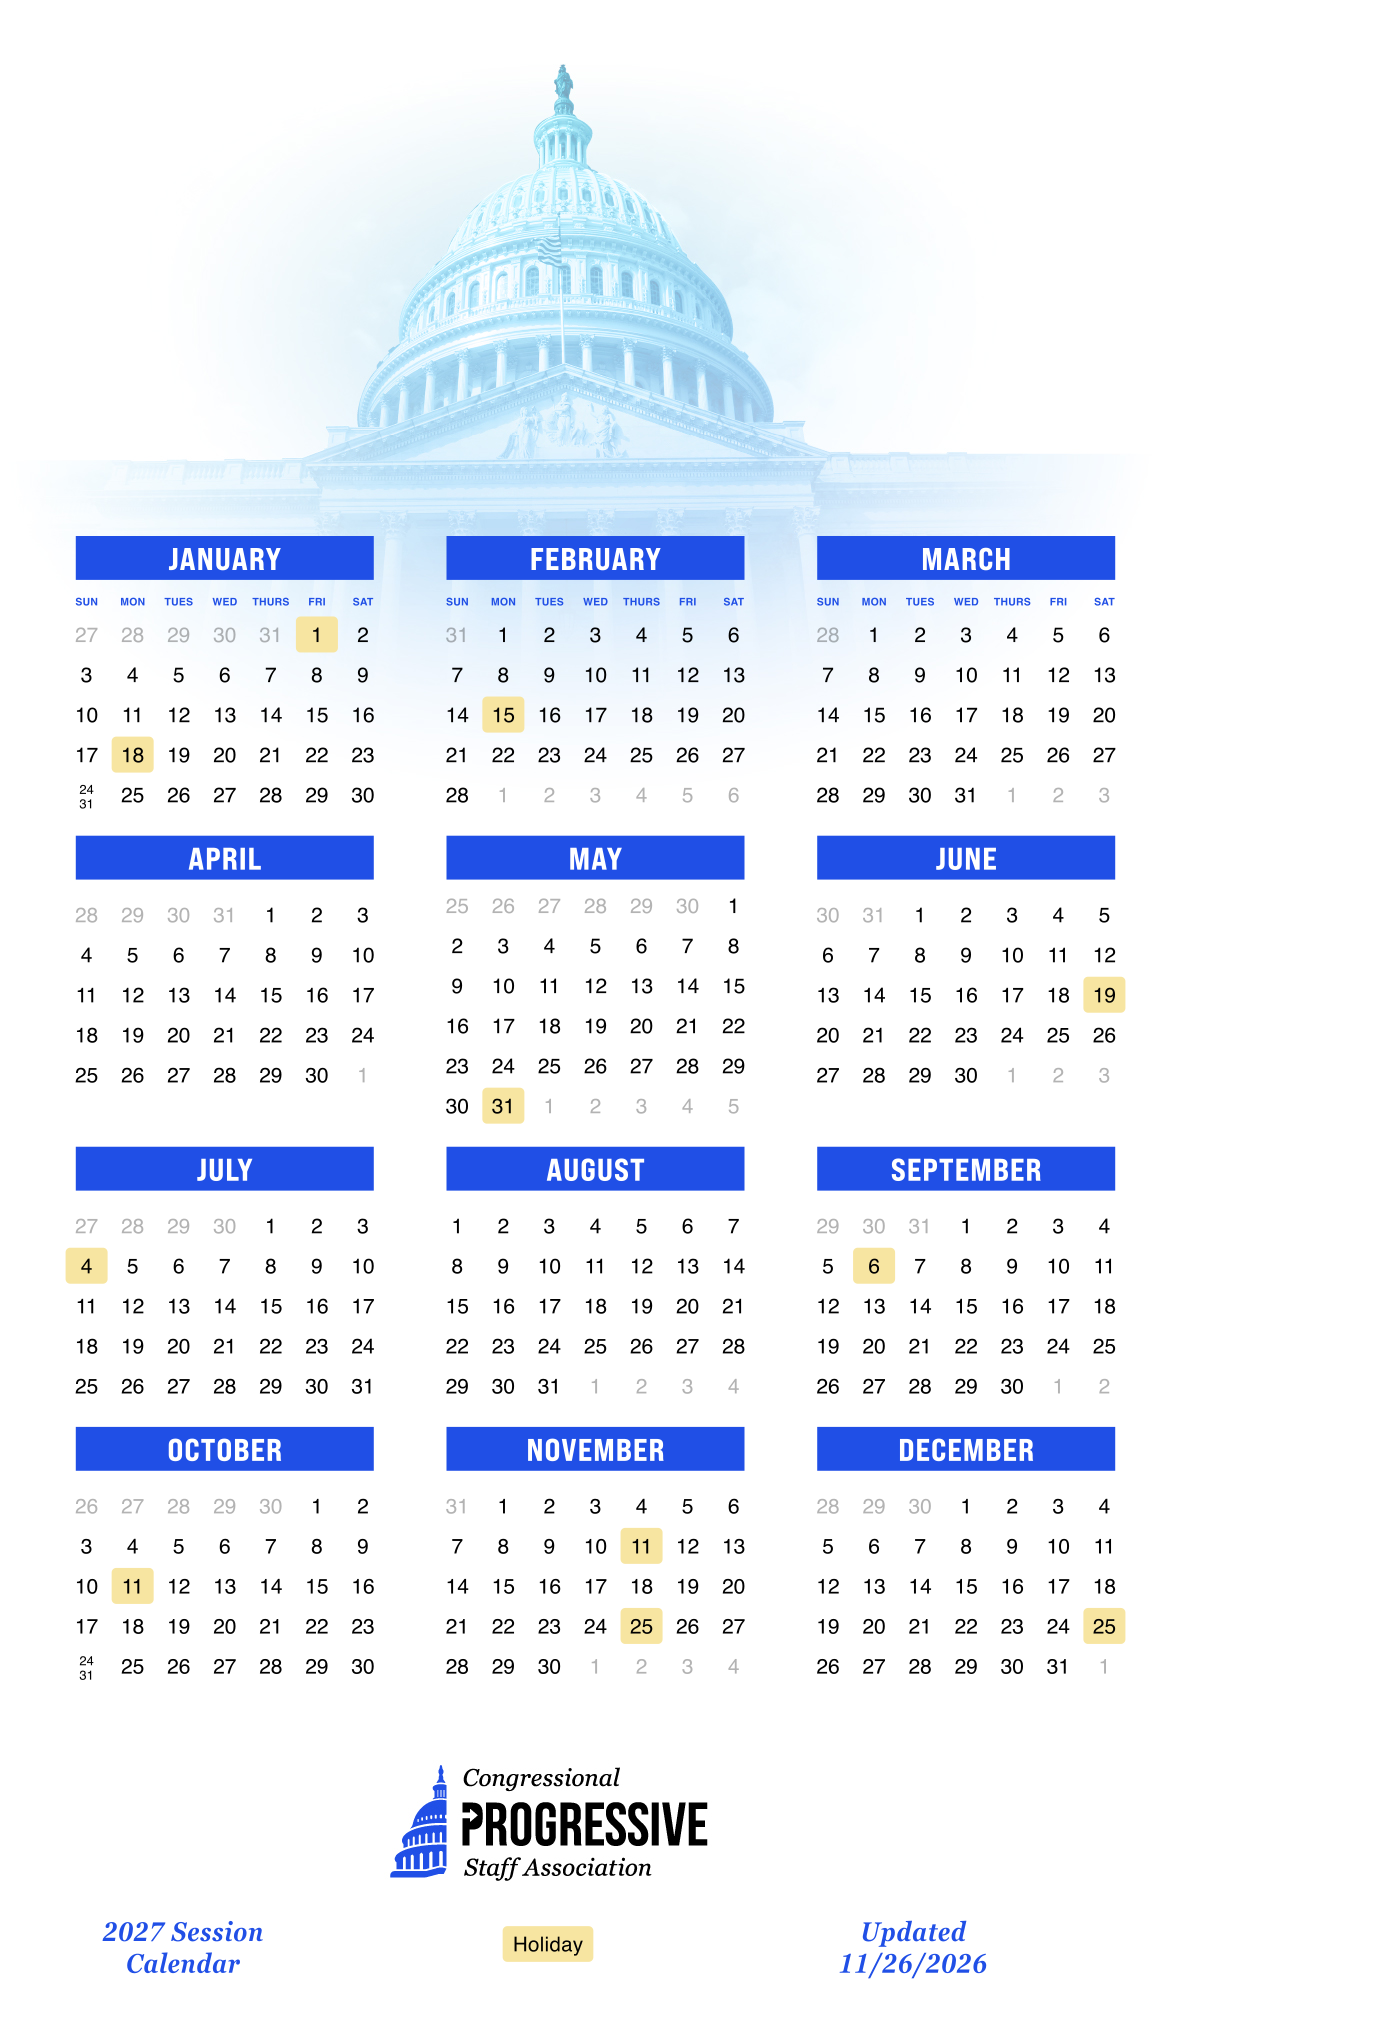 JANUARY
SUN MON TUES WED THURS FRI SAT
27 28 29 30 31 1 2
3 4 5 6 7 8 9
10 11 12 13 14 15 16
17 18 19 20 21 22 23
24
31 25 26 27 28 29 30
FEBRUARY
SUN MON TUES WED THURS FRI SAT
31 1 2 3 4 5 6
7 8 9 10 11 12 13
14 15 16 17 18 19 20
21 22 23 24 25 26 27
28 1 2 3 4 5 6
MARCH
SUN MON TUES WED THURS FRI SAT
28 1 2 3 4 5 6
7 8 9 10 11 12 13
14 15 16 17 18 19 20
21 22 23 24 25 26 27
28 29 30 31 1 2 3
APRIL
28 29 30 31 1 2 3
4 5 6 7 8 9 10
11 12 13 14 15 16 17
18 19 20 21 22 23 24
25 26 27 28 29 30 1
MAY
25 26 27 28 29 30 1
2 3 4 5 6 7 8
9 10 11 12 13 14 15
16 17 18 19 20 21 22
23 24 25 26 27 28 29
30 31 1 2 3 4 5
JUNE
30 31 1 2 3 4 5
6 7 8 9 10 11 12
13 14 15 16 17 18 19
20 21 22 23 24 25 26
27 28 29 30 1 2 3
JULY
27 28 29 30 1 2 3
4 5 6 7 8 9 10
11 12 13 14 15 16 17
18 19 20 21 22 23 24
25 26 27 28 29 30 31
AUGUST
1 2 3 4 5 6 7
8 9 10 11 12 13 14
15 16 17 18 19 20 21
22 23 24 25 26 27 28
29 30 31 1 2 3 4
SEPTEMBER
29 30 31 1 2 3 4
5 6 7 8 9 10 11
12 13 14 15 16 17 18
19 20 21 22 23 24 25
26 27 28 29 30 1 2
OCTOBER
26 27 28 29 30 1 2
3 4 5 6 7 8 9
10 11 12 13 14 15 16
17 18 19 20 21 22 23
24
31 25 26 27 28 29 30
NOVEMBER
31 1 2 3 4 5 6
7 8 9 10 11 12 13
14 15 16 17 18 19 20
21 22 23 24 25 26 27
28 29 30 1 2 3 4
DECEMBER
28 29 30 1 2 3 4
5 6 7 8 9 10 11
12 13 14 15 16 17 18
19 20 21 22 23 24 25
26 27 28 29 30 31 1
Congressional
PROGRESSIVE
Staff Association
2027 Session
Calendar
Holiday
Updated
11/26/2026